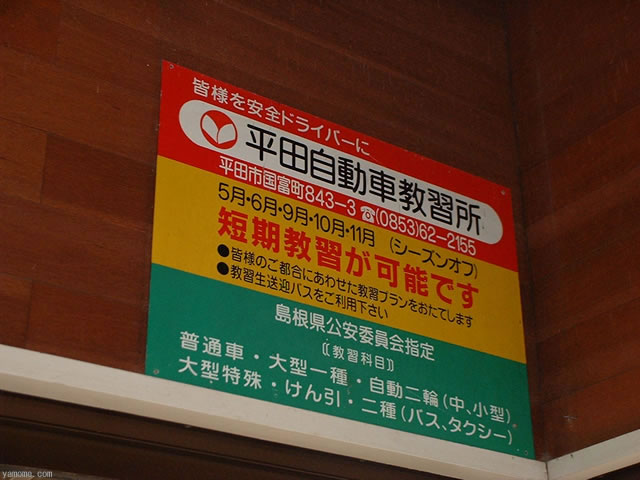 皆様を安全ドライバーに
平田自動車教習所
平田市国富町843-3 ☎(0853)62-2155
5月・6月・9月・10月・11月 (シーズンオフ)
短期教習が可能です
●皆様のご都合にあわせた教習プランをおたてします
●教習生送迎バスをご利用下さい
島根県公安委員会指定
〘教習科目〙
普通車・大型一種・自動二輪(中、小型)
大型特殊・けん引・二種(バス、タクシー)
yamomo.com